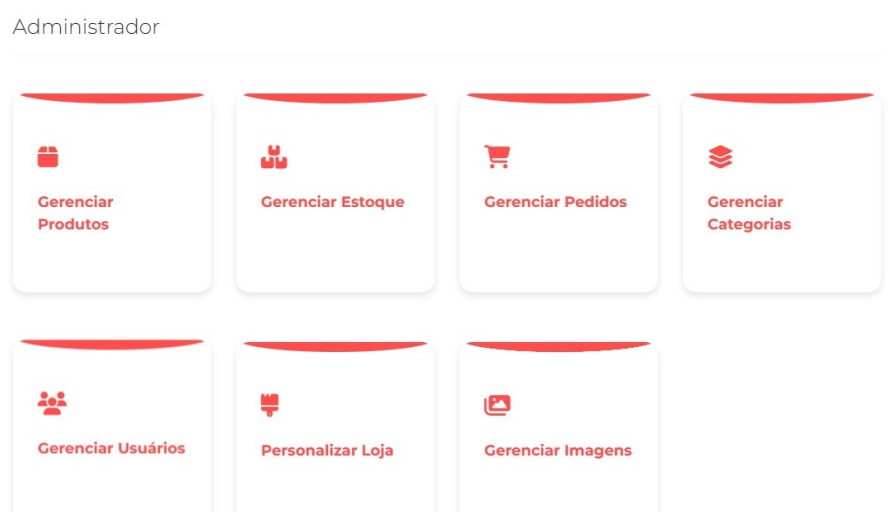 Administrador
Gerenciar
Produtos
Gerenciar Estoque
Gerenciar Pedidos
Gerenciar
Categorias
Gerenciar Usuários
Personalizar Loja
Gerenciar Imagens